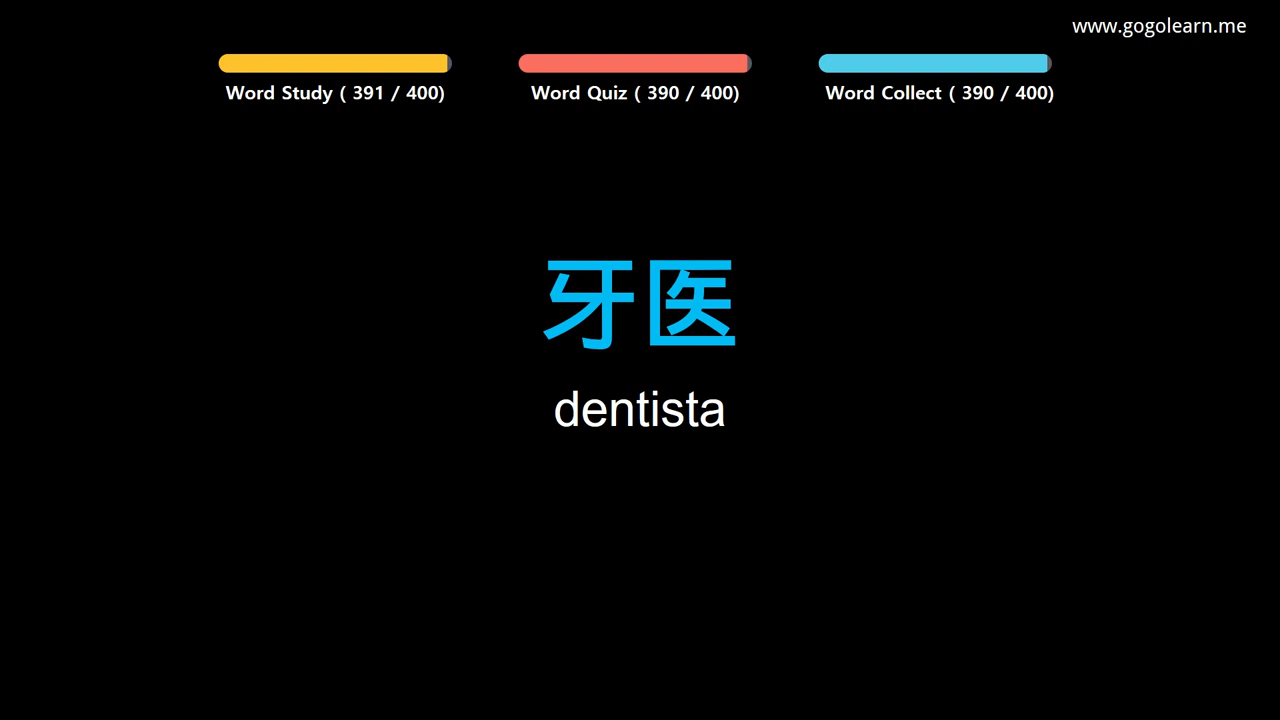 www.gogolearn.me
Word Study ( 391 / 400)
Word Quiz ( 390 / 400)
Word Collect ( 390 / 400)
牙医
dentista